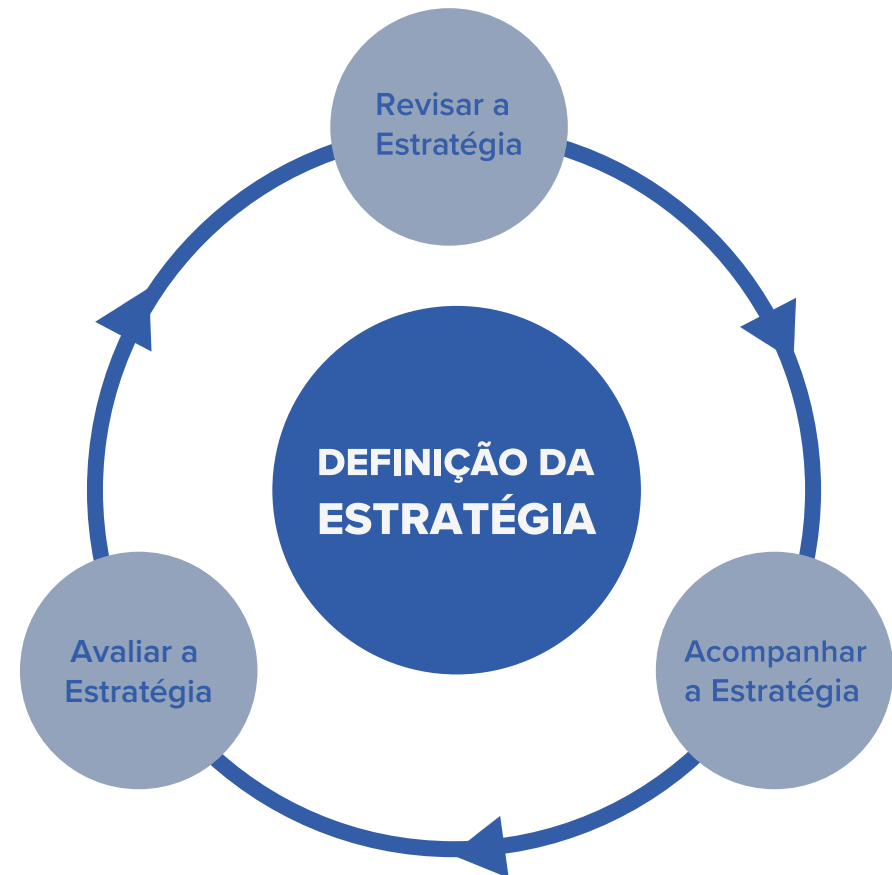 Revisar a
Estratégia
DEFINIÇÃO DA
ESTRATÉGIA
Avaliar a
Estratégia
Acompanhar
a Estratégia